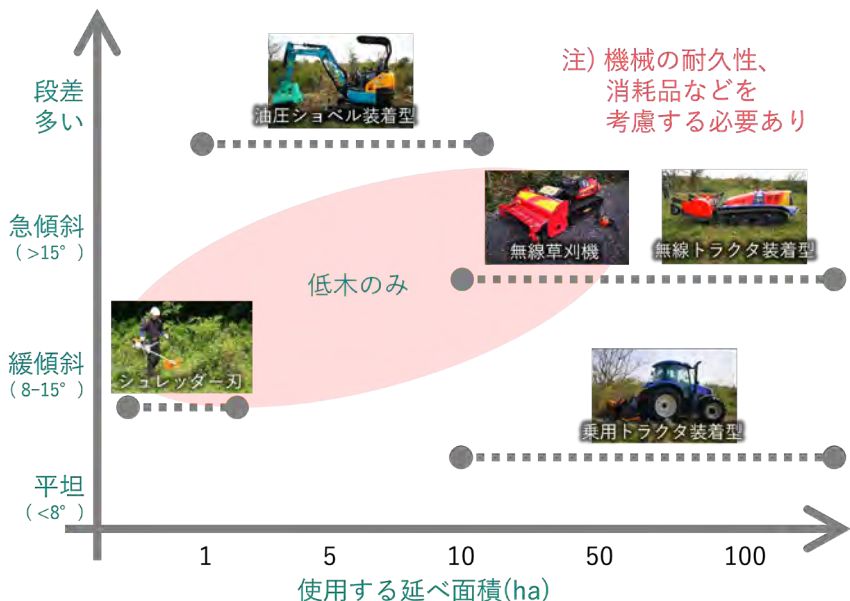 段差
多い
油圧ショベル装着型
注）機械の耐久性、
消耗品などを
考慮する必要あり
急傾斜
（>15°）
無線草刈機
無線トラクタ装着型
低木のみ
緩傾斜
（8-15°）
シュレッダー刃
乗用トラクタ装着型
平坦
（<8°）
1 5 10 50 100
使用する延べ面積(ha)